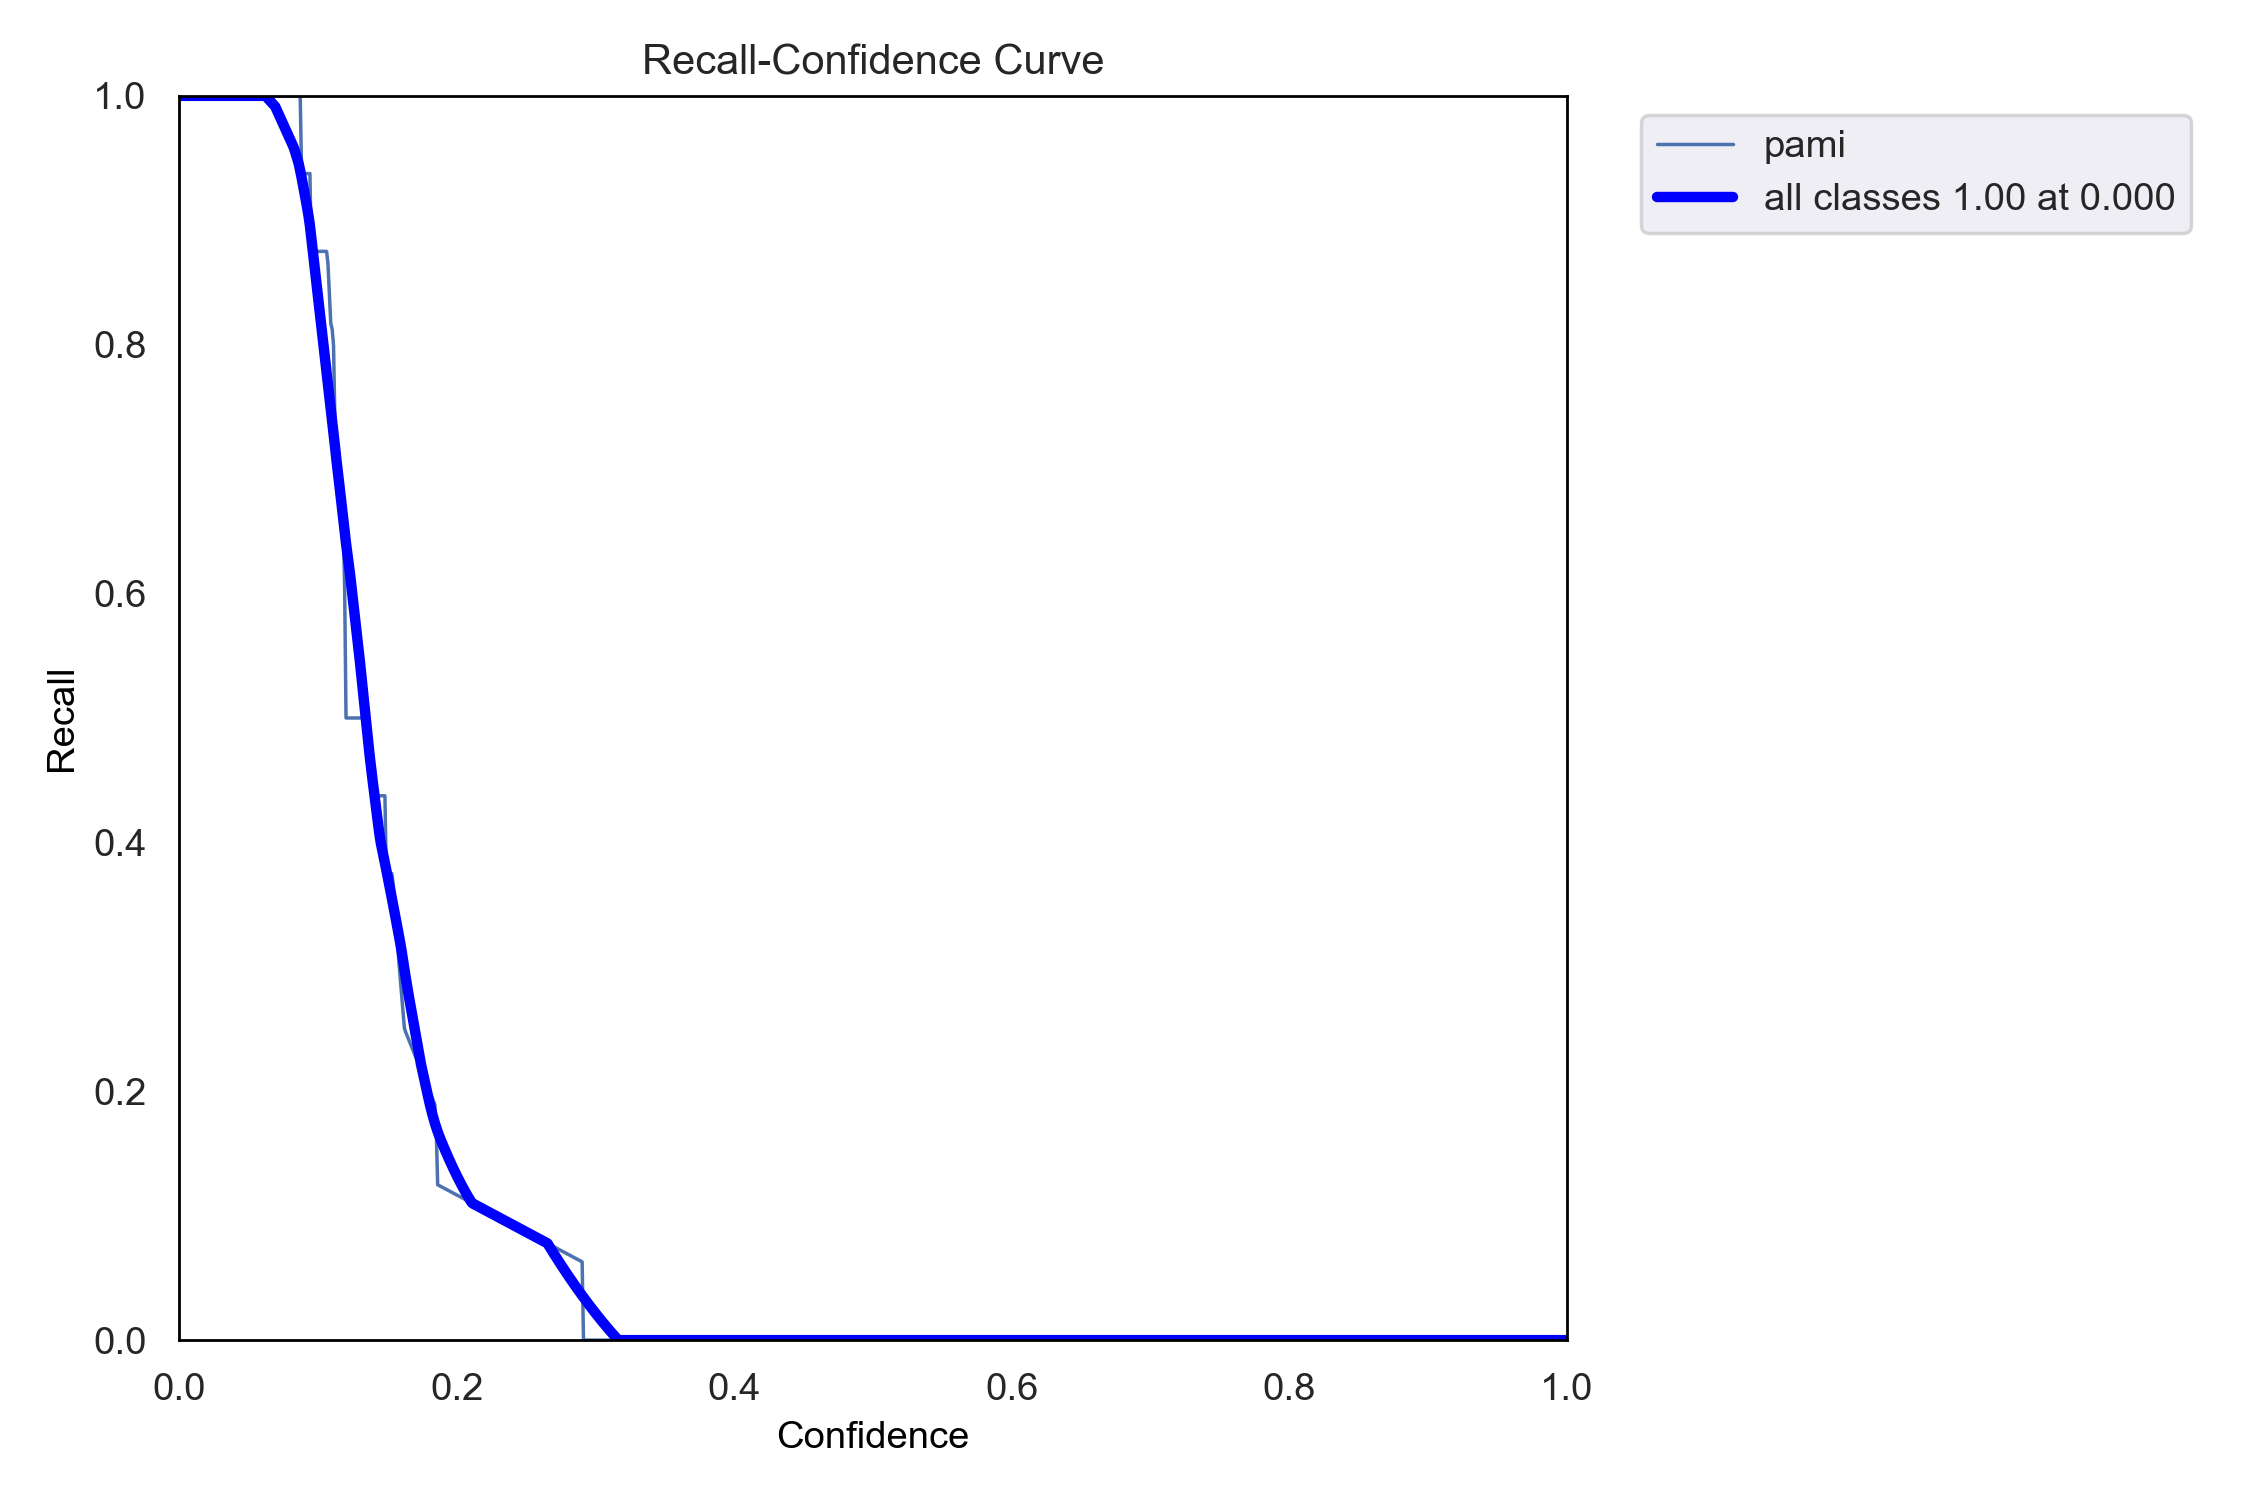 Recall-Confidence Curve
1.0
0.8
0.6
0.4
0.2
0.0
Recall
0.0 0.2 0.4 0.6 0.8 1.0
Confidence
pami
all classes 1.00 at 0.000